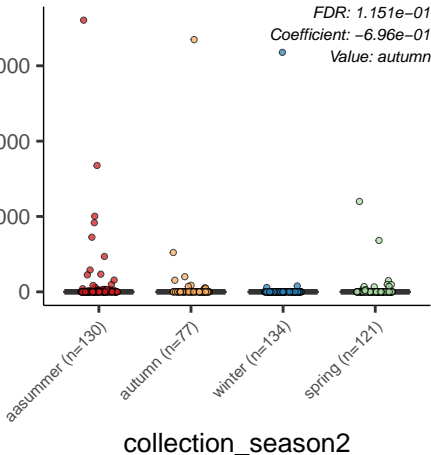 FDR: 1.151e−01
Coefficient: −6.96e−01
Value: autumn
000
000
000
0
aasummer (n=130)
autumn (n=77)
winter (n=134)
spring (n=121)
collection_season2